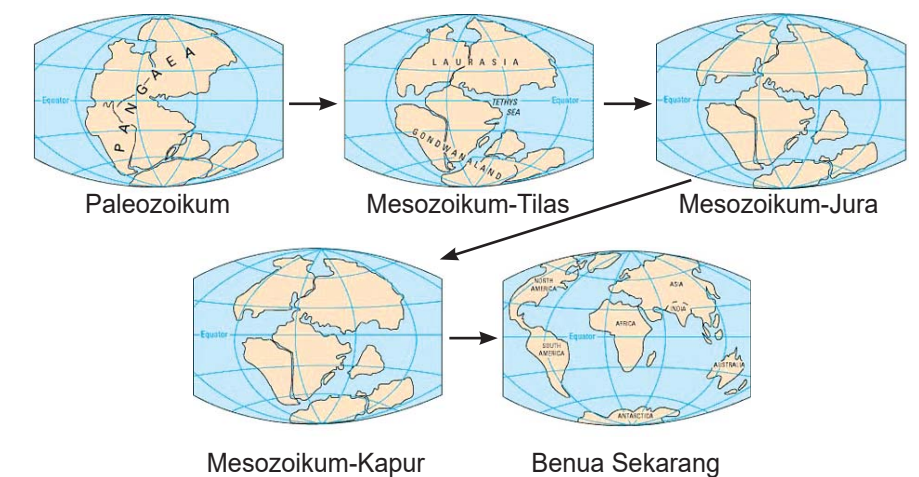 PANGAEA
Equator
Paleozoikum
LAURASIA
TETHYS
SEA
Equator
GONDWANALAND
Mesozoikum-Tilas
Equator
Mesozoikum-Jura
Equator
Mesozoikum-Kapur
NORTH
AMERICA
ASIA
INDIA
AFRICA
Equator
SOUTH
AMERICA
AUSTRALIA
ANTARCTICA
Benua Sekarang